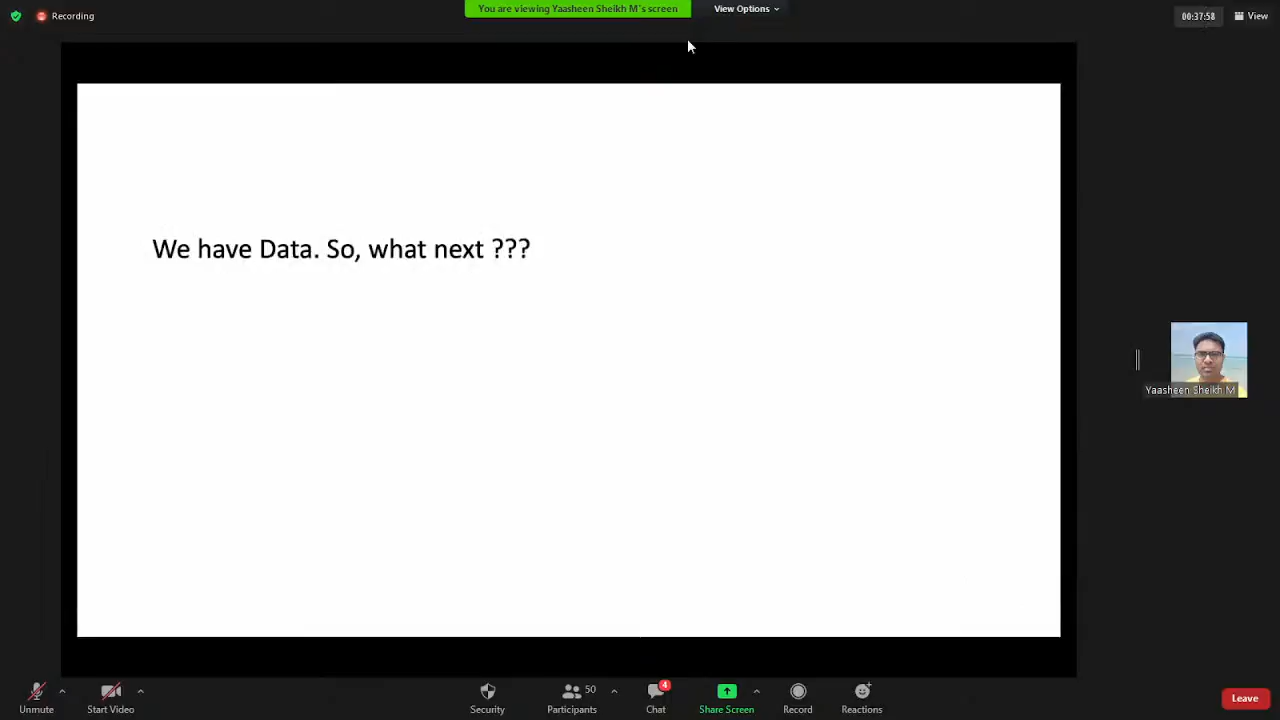 Recording
You are viewing Yaasheen Sheikh M's screen
View Options
00:37:58
View
We have Data. So, what next ???
Yaasheen Sheikh M
Unmute
Start Video
Security
50
Participants
4
Chat
Share Screen
Record
Reactions
Leave